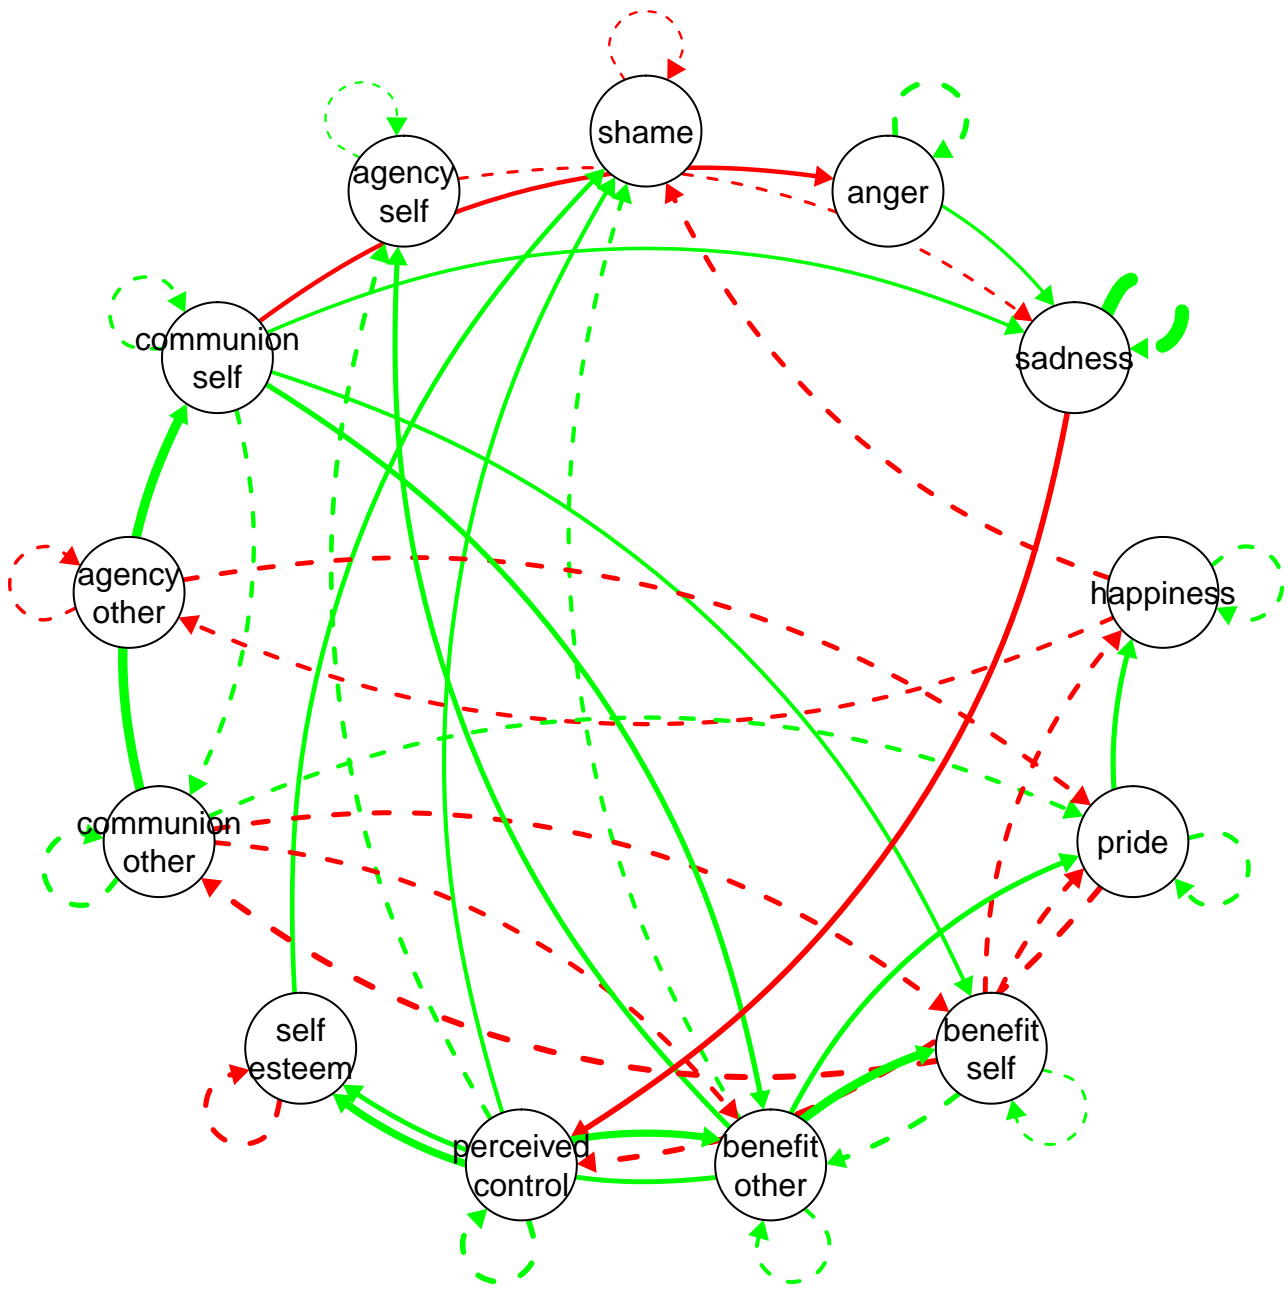 shame
agency
self
anger
communion
self
sadness
agency
other
happiness
communion
other
pride
self
esteem
benefit
self
perceived
control
benefit
other